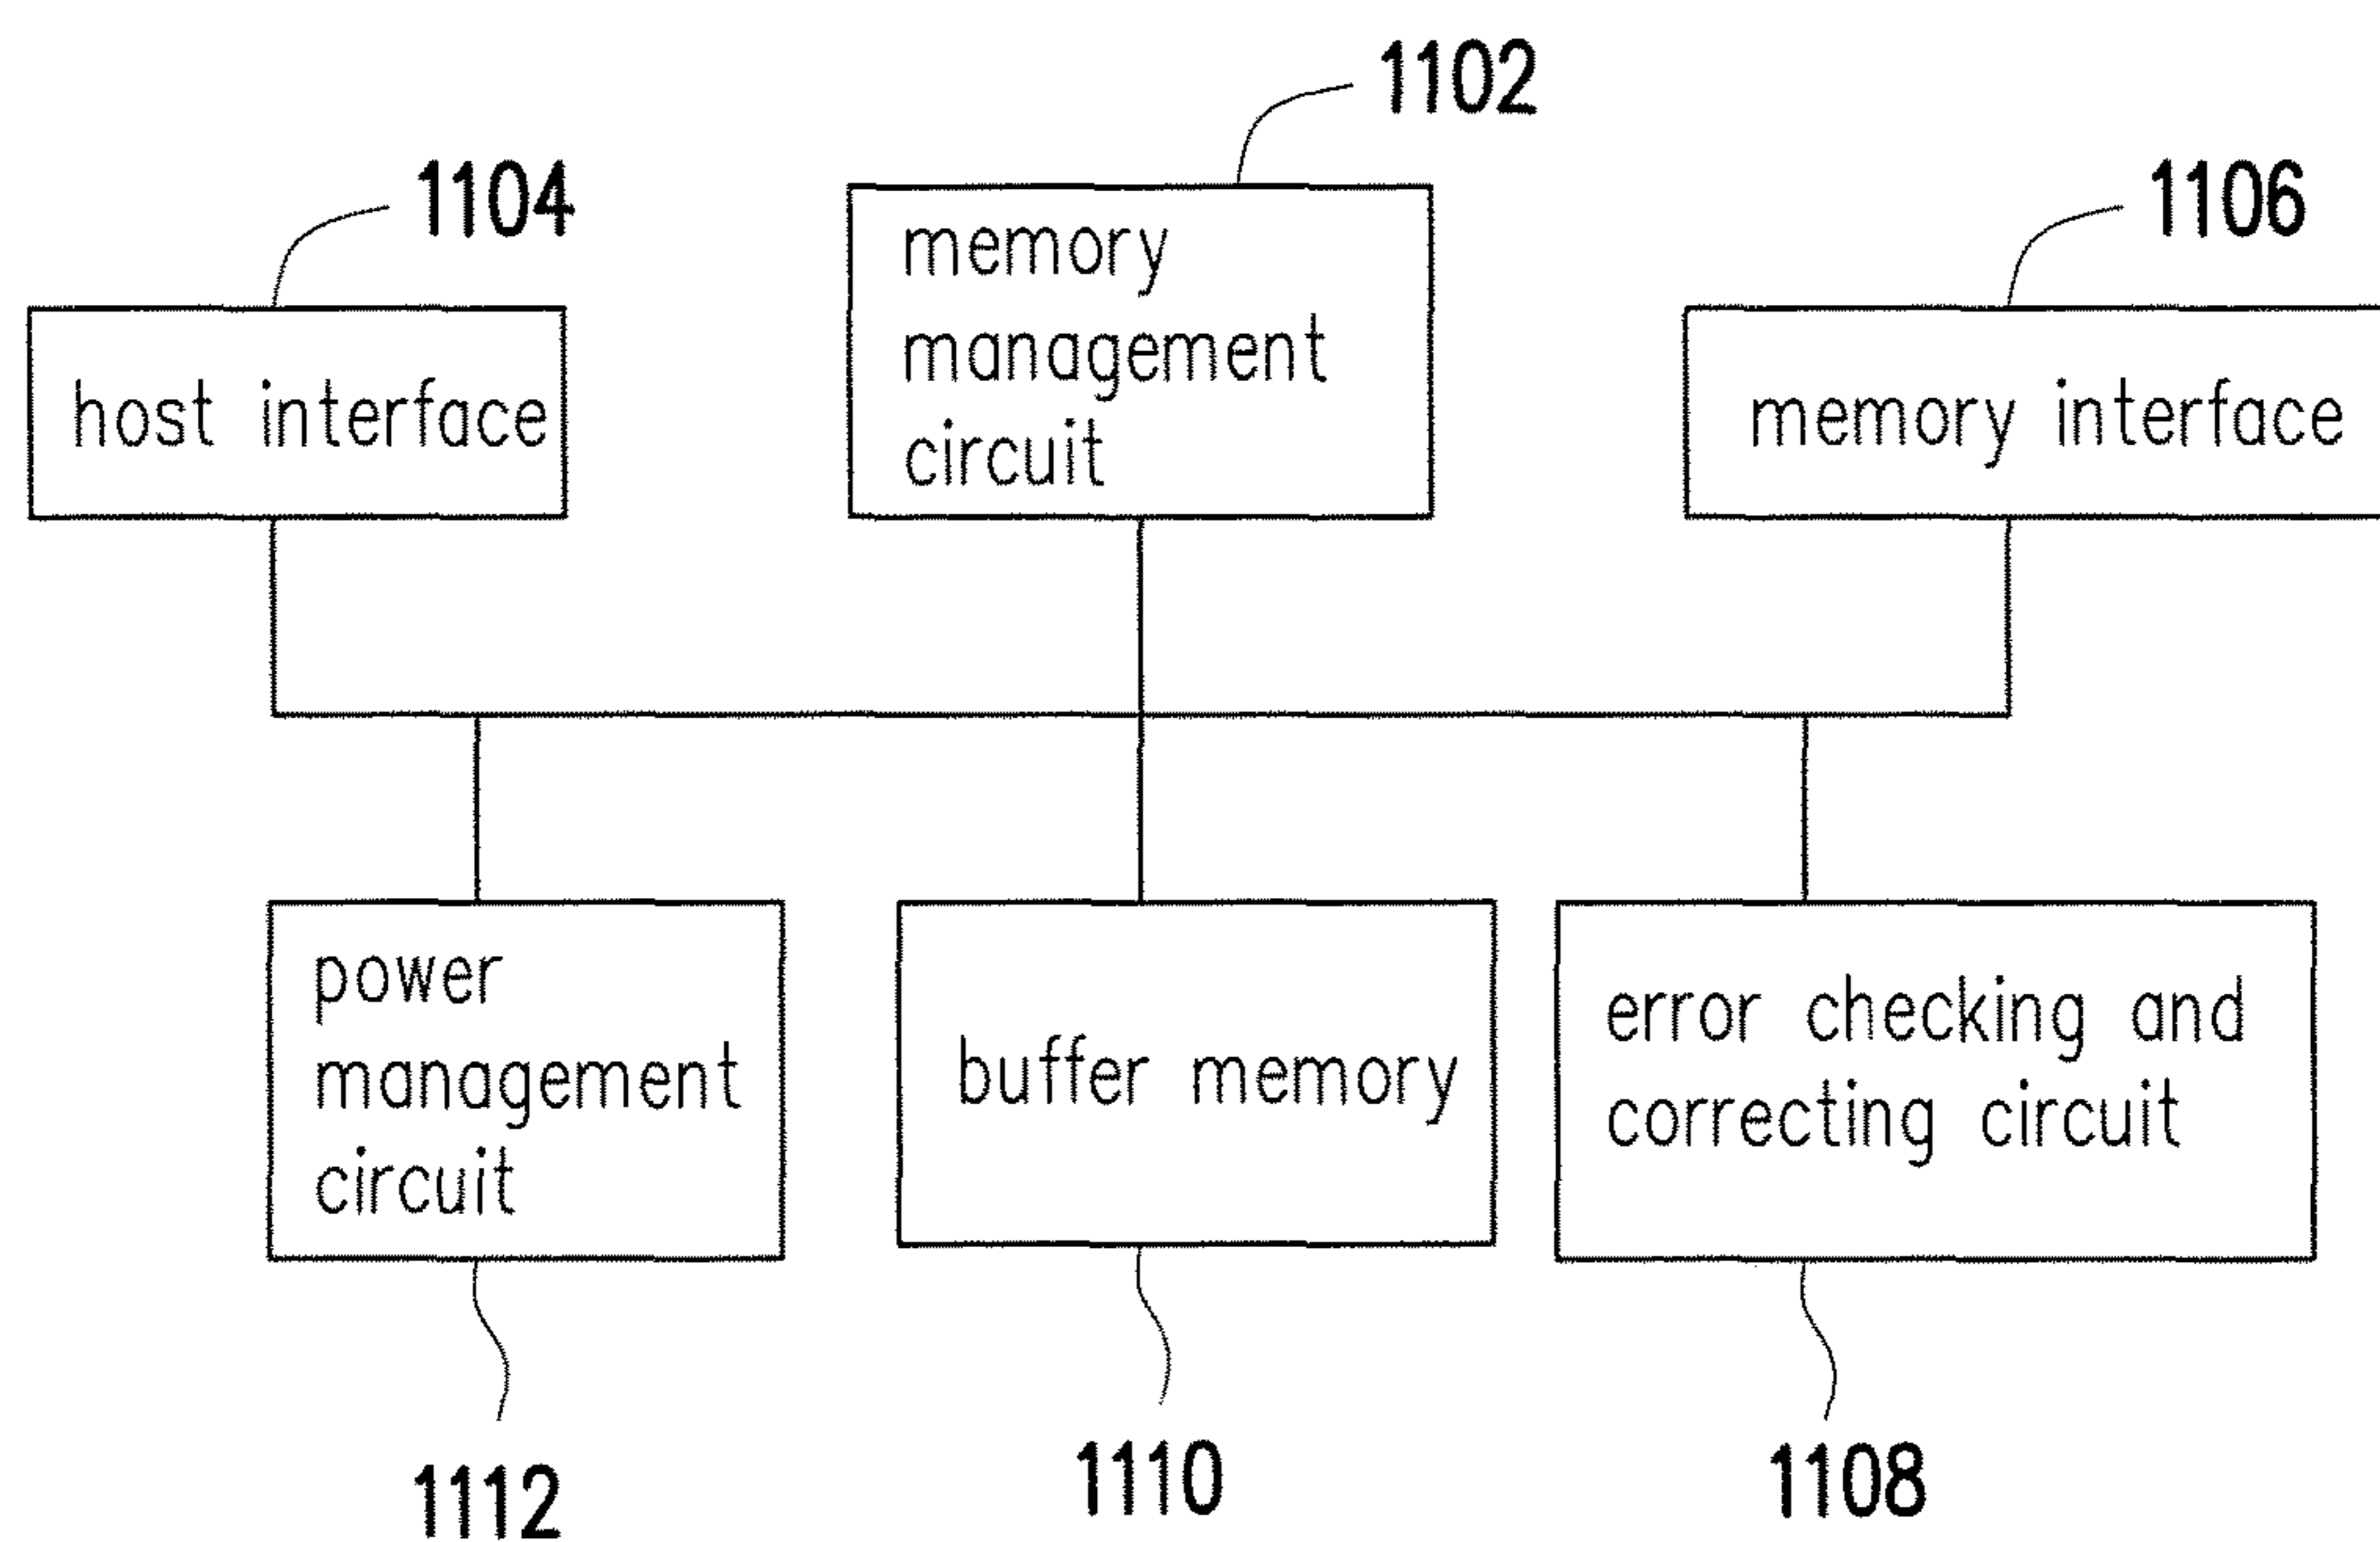 1102
1104
1106
memory
management
circuit
host interface
memory interface
power
management
circuit
buffer memory
error checking and
correcting circuit
1112
1110
1108